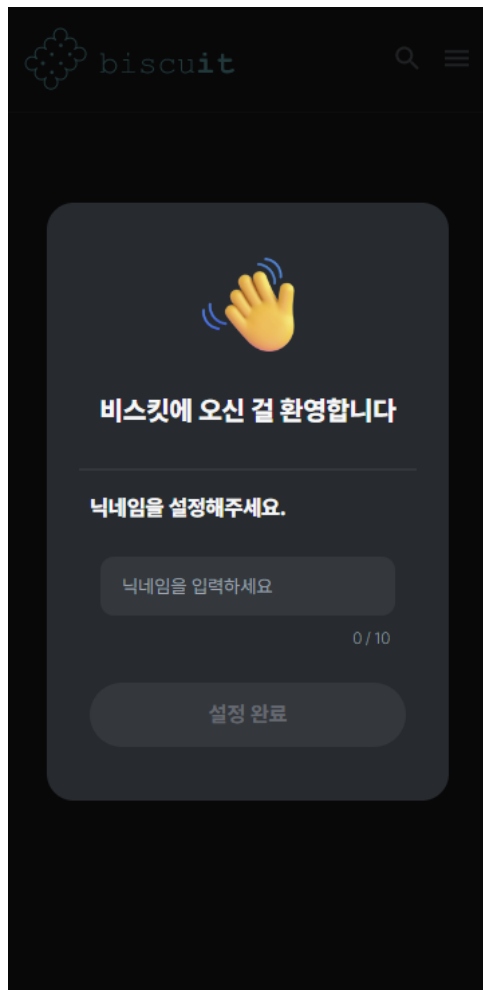 biscuit
비스킷에 오신 걸 환영합니다
닉네임을 설정해주세요.
닉네임을 입력하세요
0 / 10
설정 완료